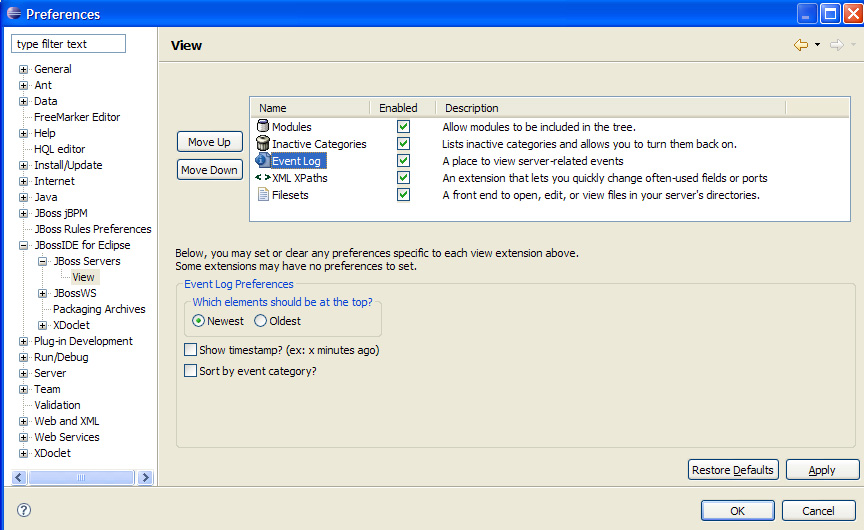 Preferences
type filter text
View
General
Ant
Data
FreeMarker Editor
Help
HQL editor
Install/Update
Internet
Java
JBoss jBPM
JBoss Rules Preferences
JBossIDE for Eclipse
JBoss Servers
View
JBossWS
Packaging Archives
XDoclet
Plug-in Development
Run/Debug
Server
Team
Validation
Web and XML
Web Services
XDoclet
Move Up
Move Down
Name Enabled Description
Modules Allow modules to be included in the tree.
Inactive Categories Lists inactive categories and allows you to turn them back on.
Event Log A place to view server-related events
XML XPaths An extension that lets you quickly change often-used fields or ports
Filesets A front end to open, edit, or view files in your server's directories.
Below, you may set or clear any preferences specific to each view extension above.
Some extensions may have no preferences to set.
Event Log Preferences
Which elements should be at the top?
Newest Oldest
Show timestamp? (ex: x minutes ago)
Sort by event category?
Restore Defaults Apply
OK Cancel